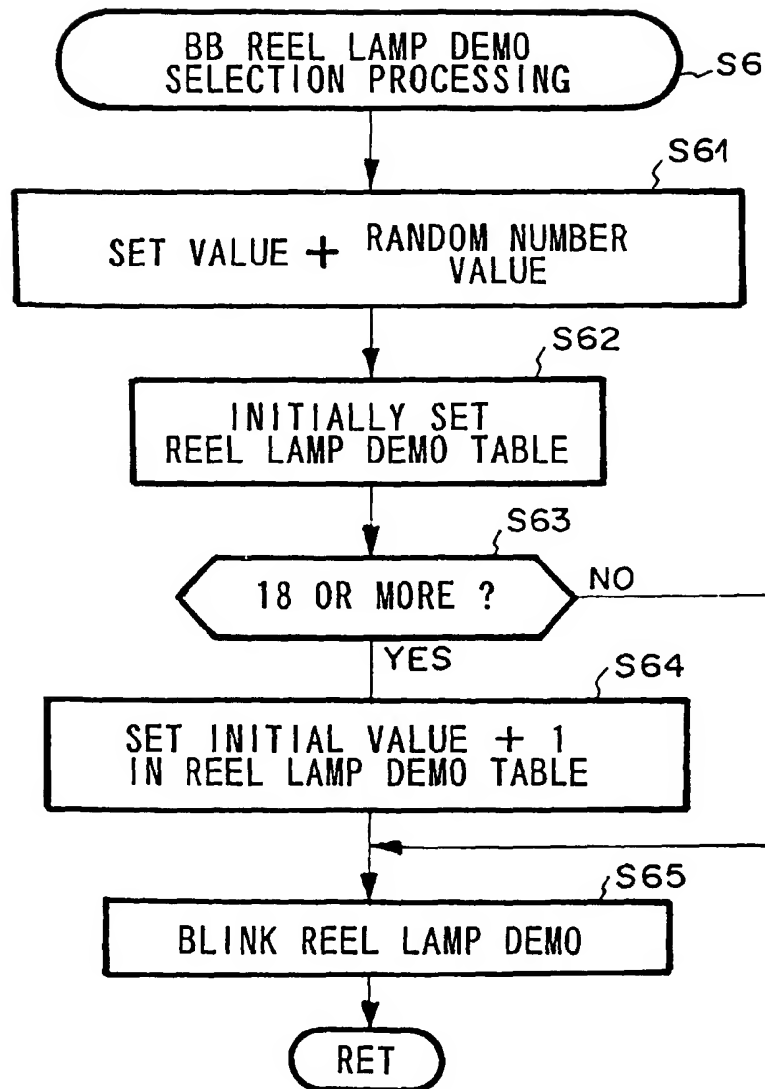 BB REEL LAMP DEMO
SELECTION PROCESSING
S6
S61
SET VALUE + RANDOM NUMBER
VALUE
S62
INITIALLY SET
REEL LAMP DEMO TABLE
S63
18 OR MORE ?
NO
YES
S64
SET INITIAL VALUE + 1
IN REEL LAMP DEMO TABLE
S65
BLINK REEL LAMP DEMO
RET